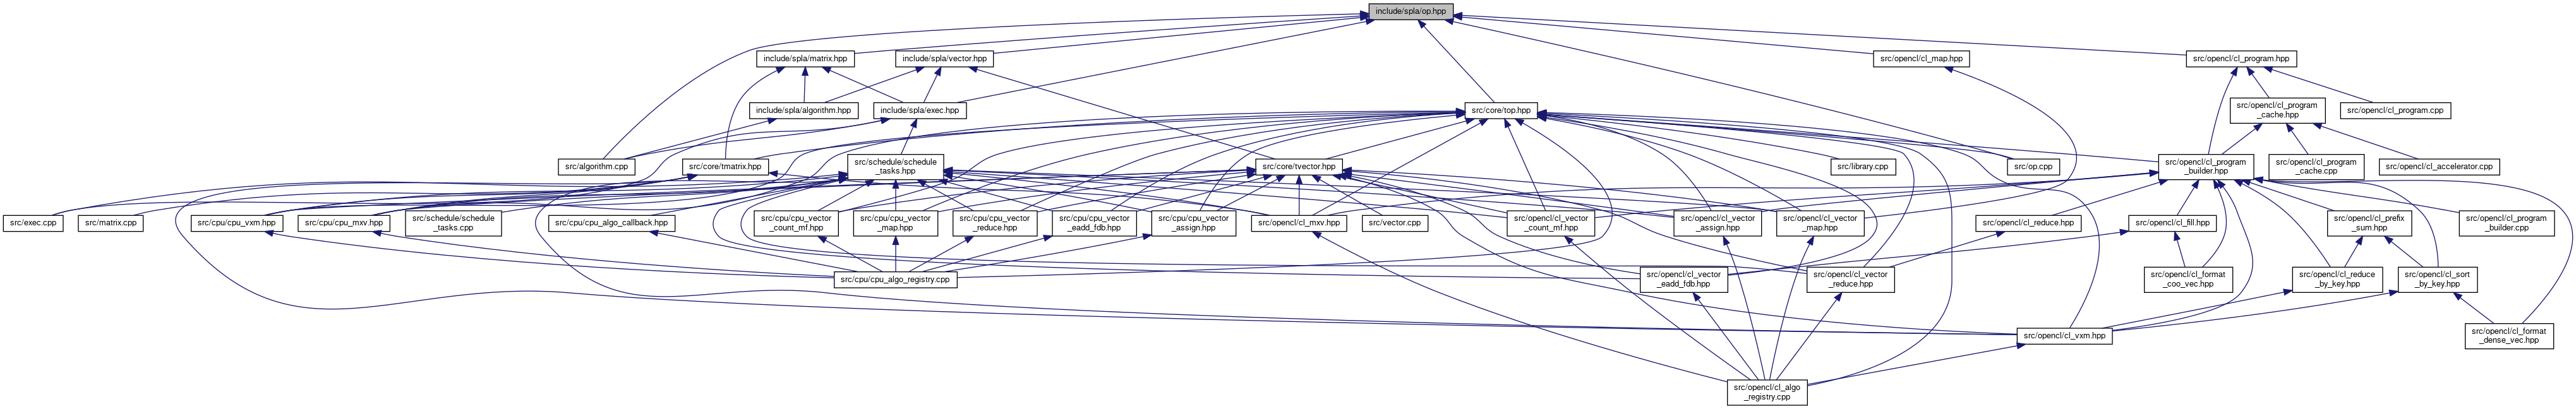 include/spla/op.hpp
include/spla/matrix.hpp
include/spla/vector.hpp
src/opencl/cl_map.hpp
src/opencl/cl_program.hpp
include/spla/algorithm.hpp
include/spla/exec.hpp
src/core/top.hpp
src/opencl/cl_program
_cache.hpp
src/opencl/cl_program.cpp
src/algorithm.cpp
src/core/tmatrix.hpp
src/schedule/schedule
_tasks.hpp
src/core/tvector.hpp
src/library.cpp
src/op.cpp
src/opencl/cl_program
_builder.hpp
src/opencl/cl_program
_cache.cpp
src/opencl/cl_accelerator.cpp
src/exec.cpp
src/matrix.cpp
src/cpu/cpu_vxm.hpp
src/cpu/cpu_mxv.hpp
src/schedule/schedule
_tasks.cpp
src/cpu/cpu_algo_callback.hpp
src/cpu/cpu_vector
_count_mf.hpp
src/cpu/cpu_vector
_map.hpp
src/cpu/cpu_vector
_reduce.hpp
src/cpu/cpu_vector
_eadd_fdb.hpp
src/cpu/cpu_vector
_assign.hpp
src/opencl/cl_mxv.hpp
src/vector.cpp
src/opencl/cl_vector
_count_mf.hpp
src/opencl/cl_vector
_assign.hpp
src/opencl/cl_vector
_map.hpp
src/opencl/cl_reduce.hpp
src/opencl/cl_fill.hpp
src/opencl/cl_prefix
_sum.hpp
src/opencl/cl_program
_builder.cpp
src/cpu/cpu_algo_registry.cpp
src/opencl/cl_vector
_eadd_fdb.hpp
src/opencl/cl_vector
_reduce.hpp
src/opencl/cl_format
_coo_vec.hpp
src/opencl/cl_reduce
_by_key.hpp
src/opencl/cl_sort
_by_key.hpp
src/opencl/cl_vxm.hpp
src/opencl/cl_format
_dense_vec.hpp
src/opencl/cl_algo
_registry.cpp